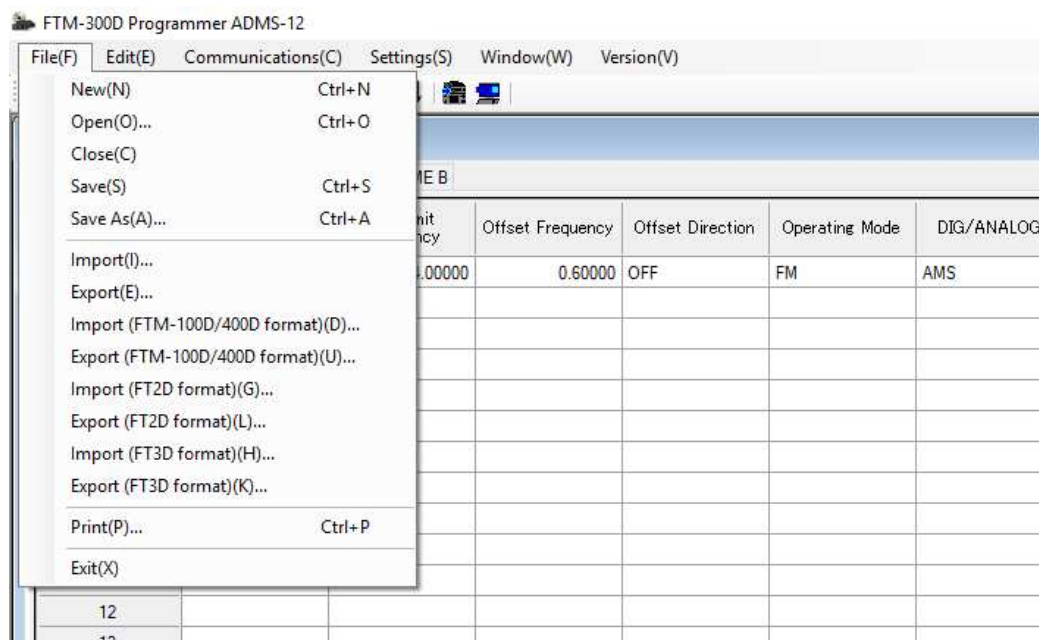 FTM-300D Programmer ADMS-12
File(F) Edit(E) Communications(C) Settings(S) Window(W) Version(V)
New(N) Ctrl+N
Open(O)... Ctrl+O
Close(C)
Save(S) Ctrl+S
Save As(A)... Ctrl+A
Import(I)...
Export(E)...
Import (FTM-100D/400D format)(D)...
Export (FTM-100D/400D format)(U)...
Import (FT2D format)(G)...
Export (FT2D format)(L)...
Import (FT3D format)(H)...
Export (FT3D format)(K)...
Print(P)... Ctrl+P
Exit(X)
ME B
Offset Frequency Offset Direction Operating Mode DIG/ANALOG
.00000 0.60000 OFF FM AMS
12